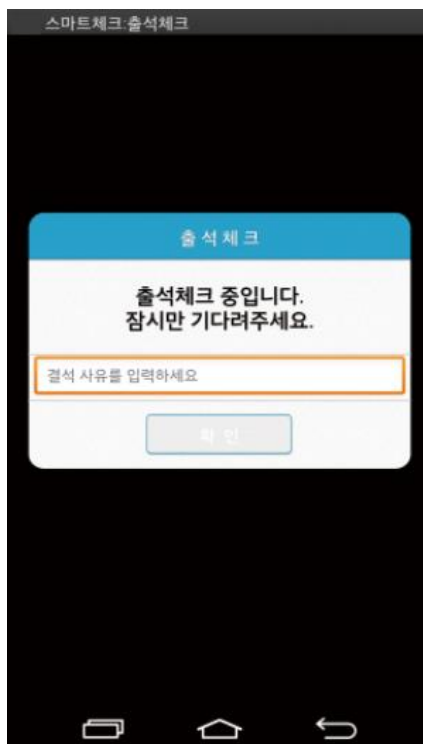 스마트체크:출석체크
출석체크
출석체크 중입니다.
잠시만 기다려주세요.
결석 사유를 입력하세요
확인